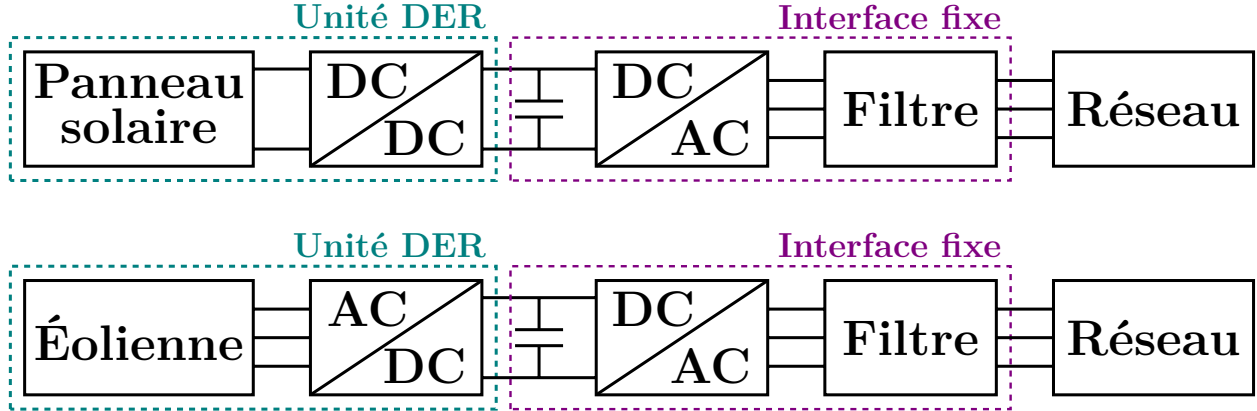 Unité DER
Interface fixe
Panneau
solaire
DC
DC
DC
AC
Filtre
Réseau
Unité DER
Interface fixe
Éolienne
AC
DC
DC
AC
Filtre
Réseau